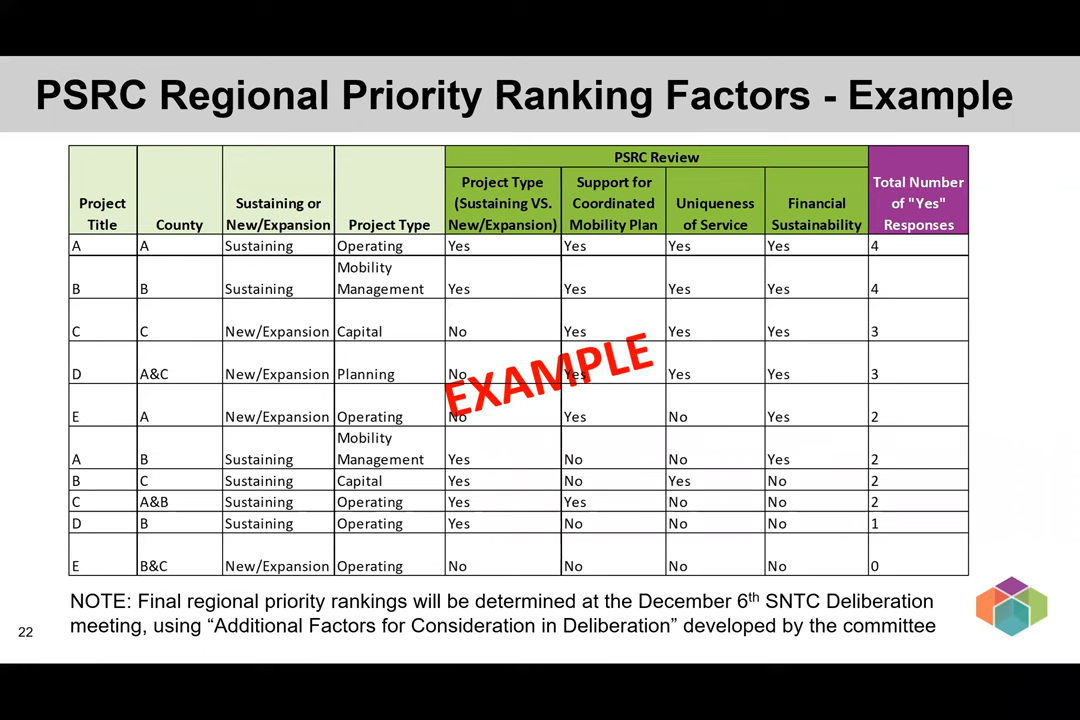 PSRC Regional Priority Ranking Factors - Example
PSRC Review
Project Title County Sustaining or New/Expansion Project Type Project Type (Sustaining VS. New/Expansion) Support for Coordinated Mobility Plan Uniqueness of Service Financial Sustainability Total Number of "Yes" Responses
A A Sustaining Operating Yes Yes Yes Yes 4
B B Sustaining Mobility Management Yes Yes Yes Yes 4
C C New/Expansion Capital No Yes Yes Yes 3
D A&C New/Expansion Planning No Yes Yes Yes 3
E A New/Expansion Operating No Yes No Yes 2
A B Sustaining Mobility Management Yes No No Yes 2
B C Sustaining Capital Yes No Yes No 2
C A&B Sustaining Operating Yes Yes No No 2
D B Sustaining Operating Yes No No No 1
E B&C New/Expansion Operating No No No No 0
EXAMPLE
NOTE: Final regional priority rankings will be determined at the December 6th SNTC Deliberation
meeting, using “Additional Factors for Consideration in Deliberation” developed by the committee
22